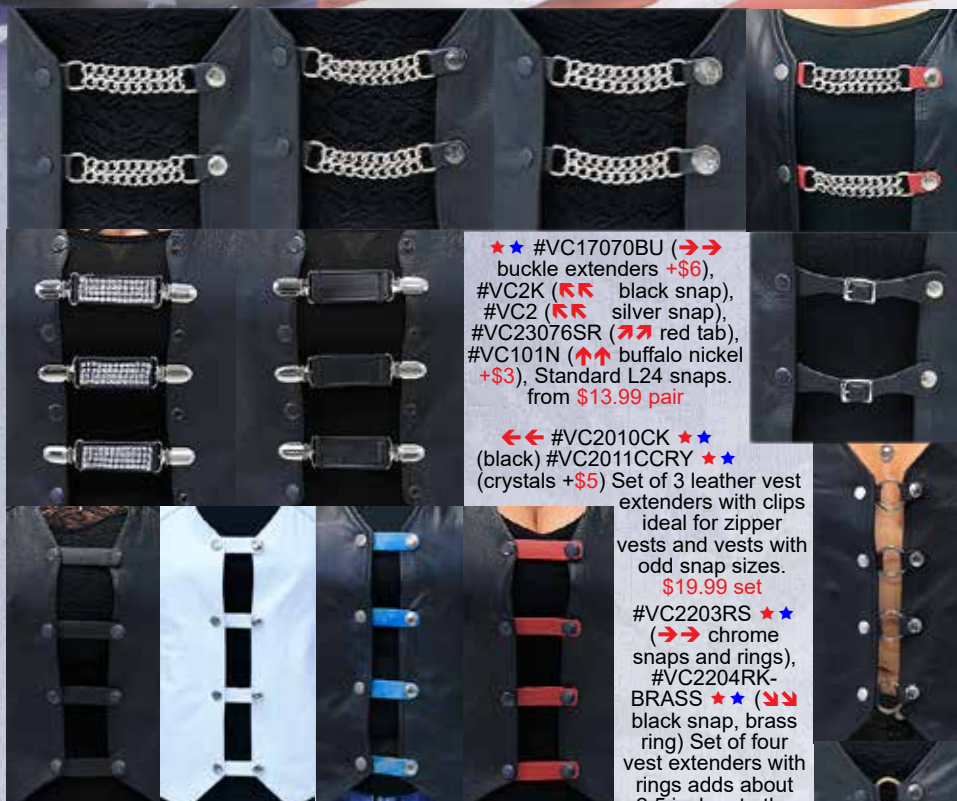 ★★ #VC17070BU (➔➔
buckle extenders +$6),
#VC2K (↖↖ black snap),
#VC2 (↖↖ silver snap),
#VC23076SR (↗↗ red tab),
#VC101N (↑↑ buffalo nickel
+$3), Standard L24 snaps.
from $13.99 pair
←← #VC2010CK ★★
(black) #VC2011CCRY ★★
(crystals +$5) Set of 3 leather vest
extenders with clips
ideal for zipper
vests and vests with
odd snap sizes.
$19.99 set
#VC2203RS ★★
(➔➔ chrome
snaps and rings),
#VC2204RK-
BRASS ★★ (↘↘
black snap, brass
ring) Set of four
vest extenders with
rings adds about